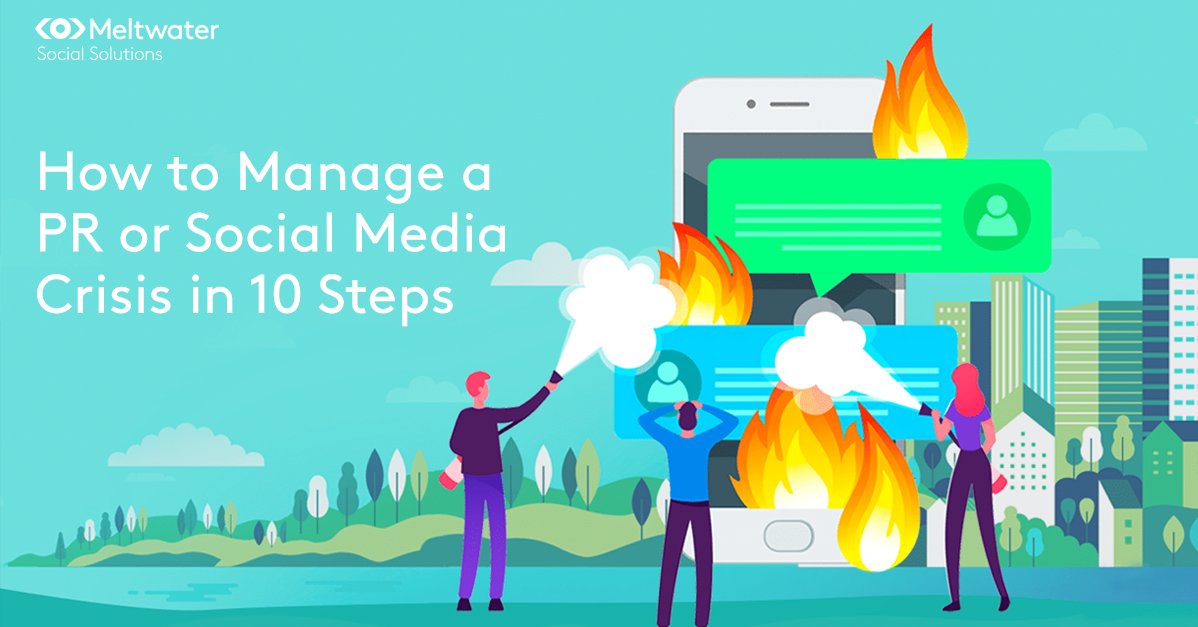 Meltwater
Social Solutions
How to Manage a
PR or Social Media
Crisis in 10 Steps